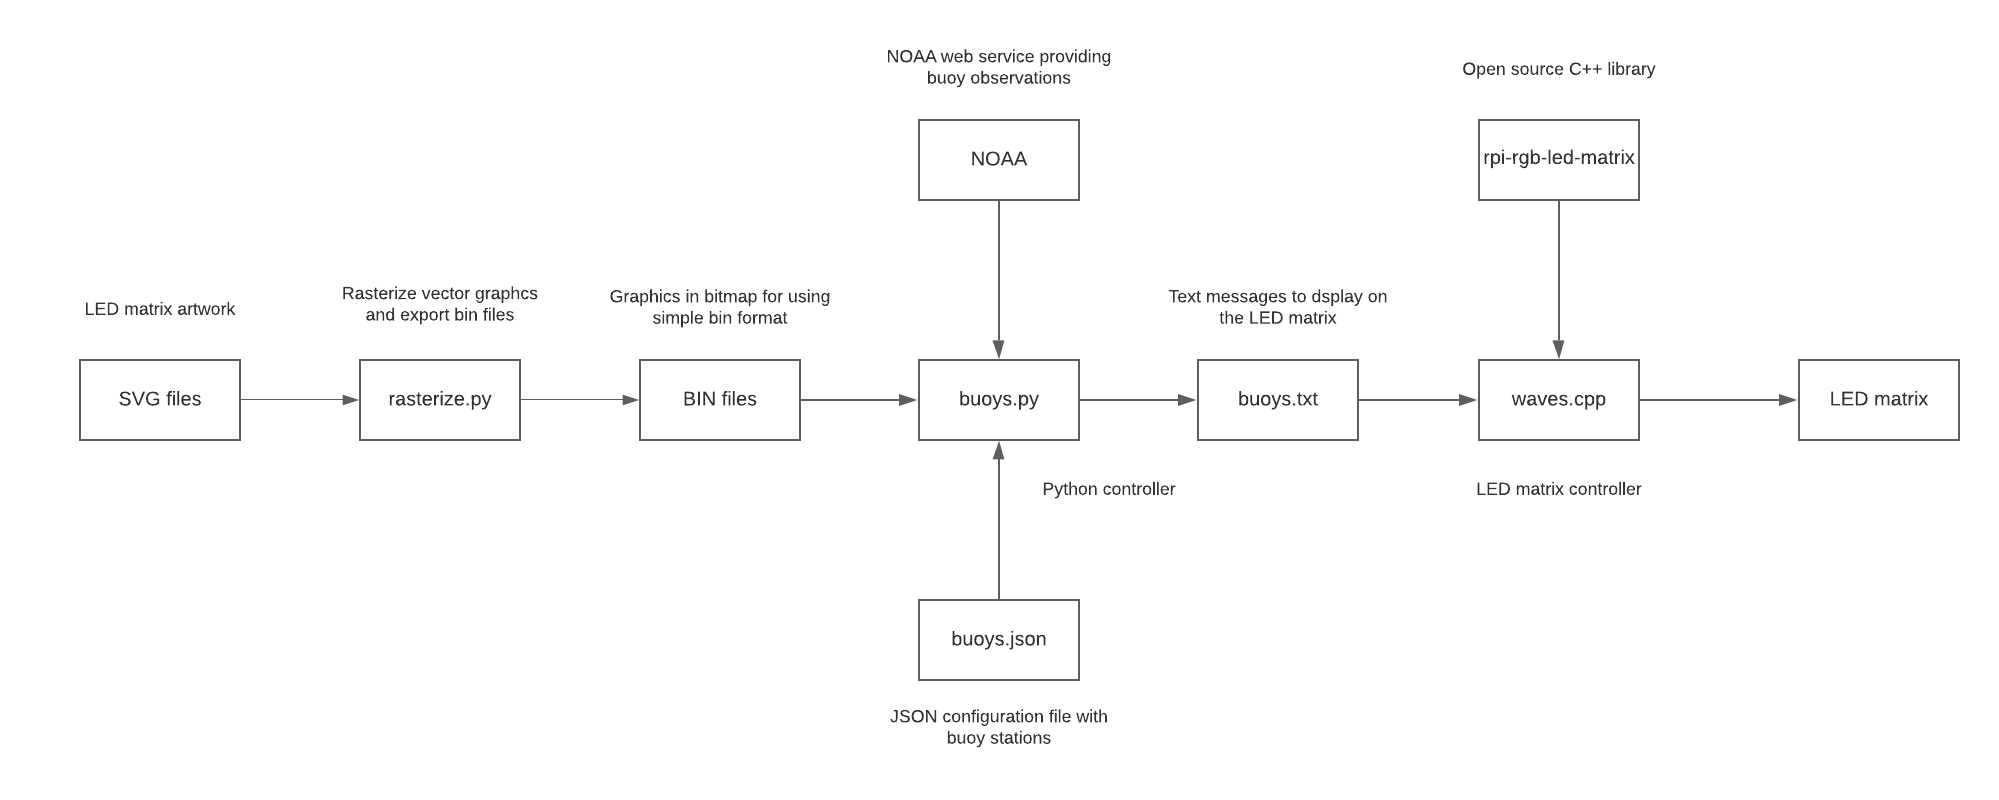 NOAA web service providing
buoy observations
Open source C++ library
NOAA
rpi-rgb-led-matrix
LED matrix artwork
Rasterize vector graphcs
and export bin files
Graphics in bitmap for using
simple bin format
Text messages to dsplay on
the LED matrix
SVG files
rasterize.py
BIN files
buoys.py
buoys.txt
waves.cpp
LED matrix
Python controller
LED matrix controller
buoys.json
JSON configuration file with
buoy stations